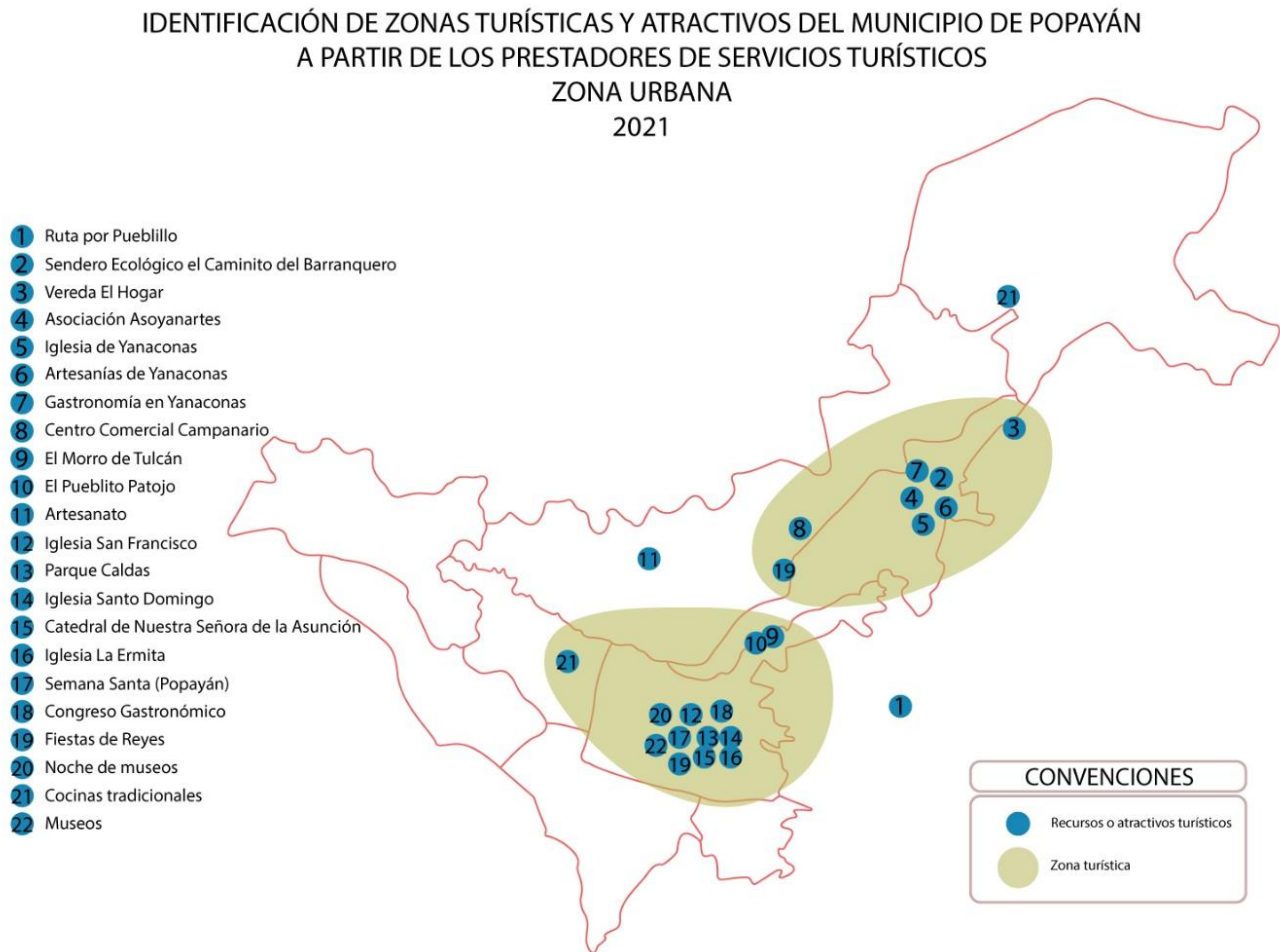 IDENTIFICACIÓN DE ZONAS TURÍSTICAS Y ATRACTIVOS DEL MUNICIPIO DE POPAYÁN
A PARTIR DE LOS PRESTADORES DE SERVICIOS TURÍSTICOS
ZONA URBANA
2021
1 Ruta por Pueblillo
2 Sendero Ecológico el Caminito del Barranquero
3 Vereda El Hogar
4 Asociación Asoyanartes
5 Iglesia de Yanaconas
6 Artesanías de Yanaconas
7 Gastronomía en Yanaconas
8 Centro Comercial Campanario
9 El Morro de Tulcán
10 El Pueblito Patojo
11 Artesanato
12 Iglesia San Francisco
13 Parque Caldas
14 Iglesia Santo Domingo
15 Catedral de Nuestra Señora de la Asunción
16 Iglesia La Ermita
17 Semana Santa (Popayán)
18 Congreso Gastronómico
19 Fiestas de Reyes
20 Noche de museos
21 Cocinas tradicionales
22 Museos
21
3
7 2
4 6
5
8
11
19
10 9
21
1
20 12 18
17 13 14
22 15 16
19
CONVENCIONES
Recursos o atractivos turísticos
Zona turística